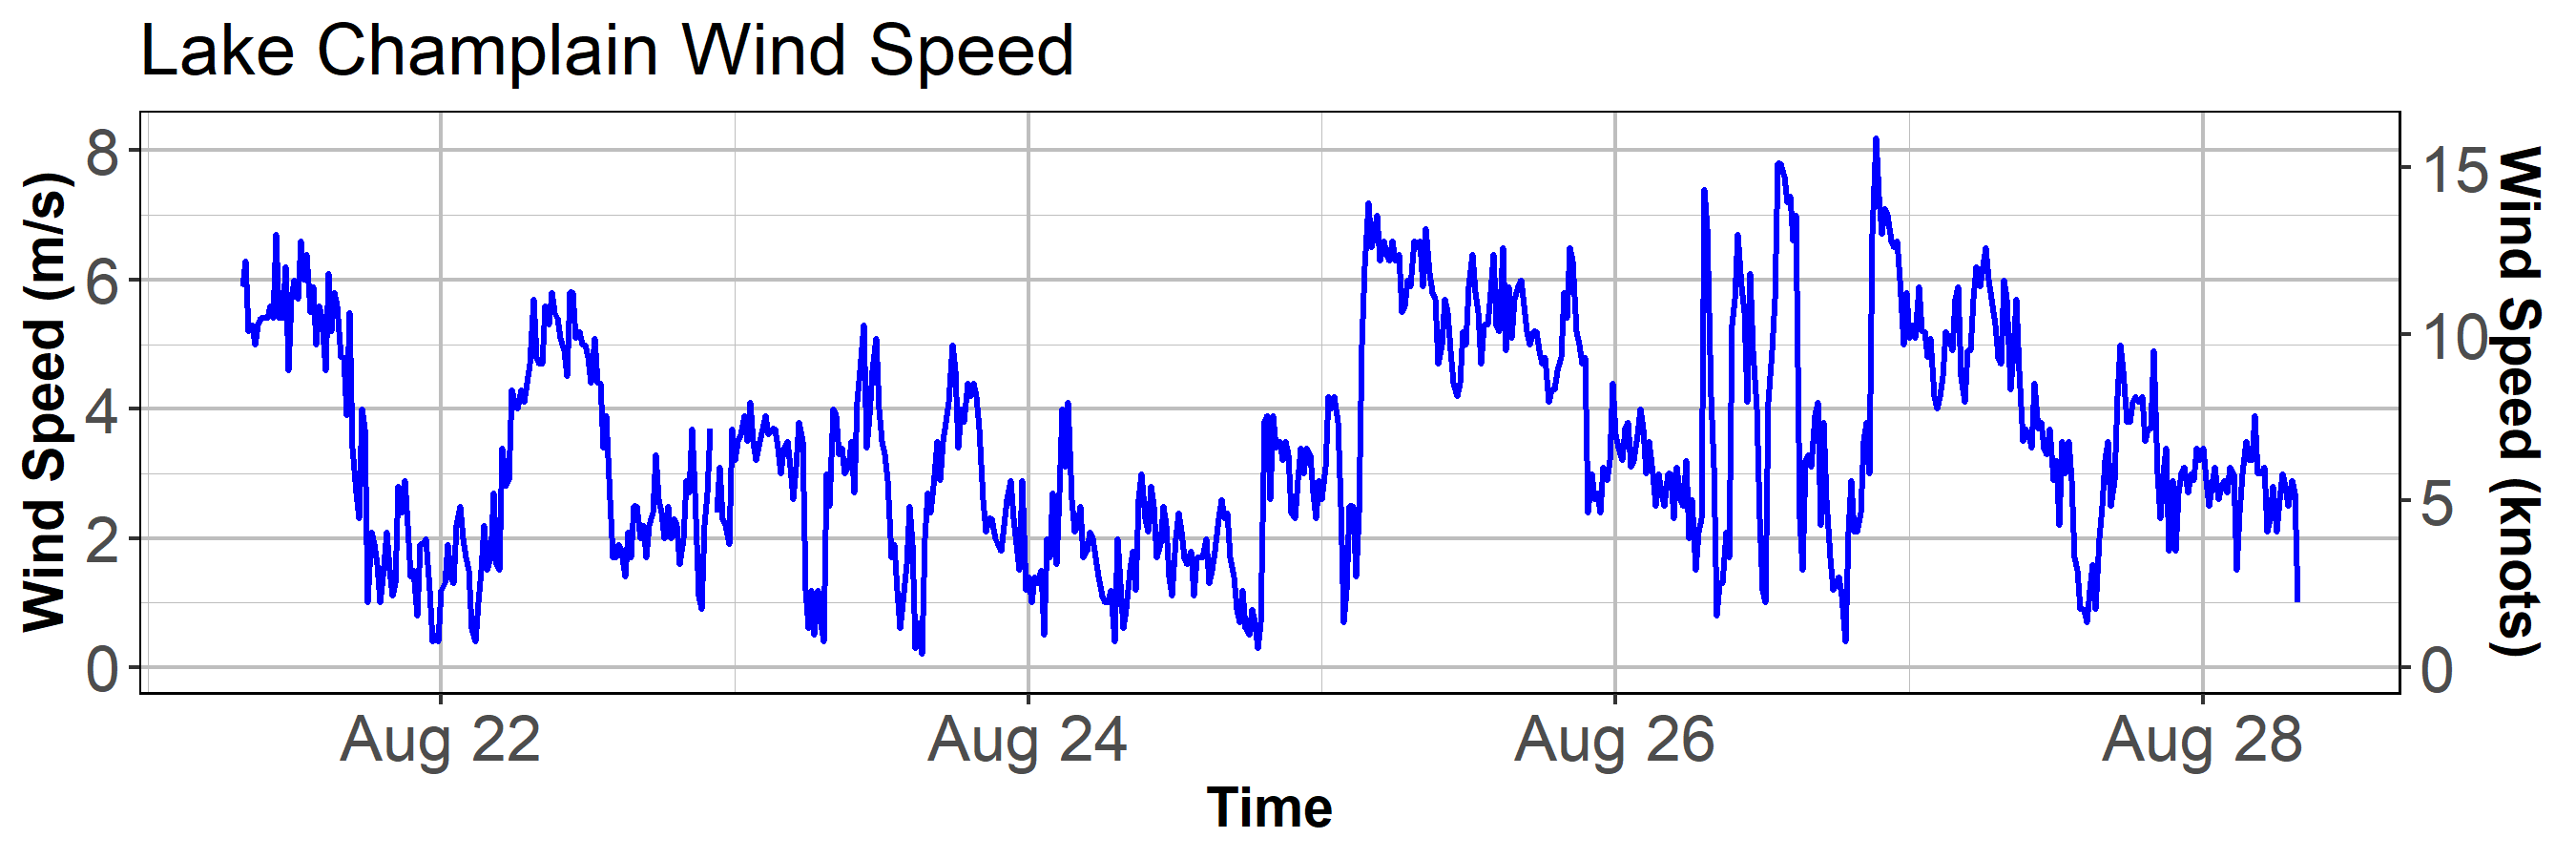 Lake Champlain Wind Speed
Wind Speed (m/s)
8
6
4
2
0
15
10
5
0
Wind Speed (knots)
Aug 22
Aug 24
Aug 26
Aug 28
Time